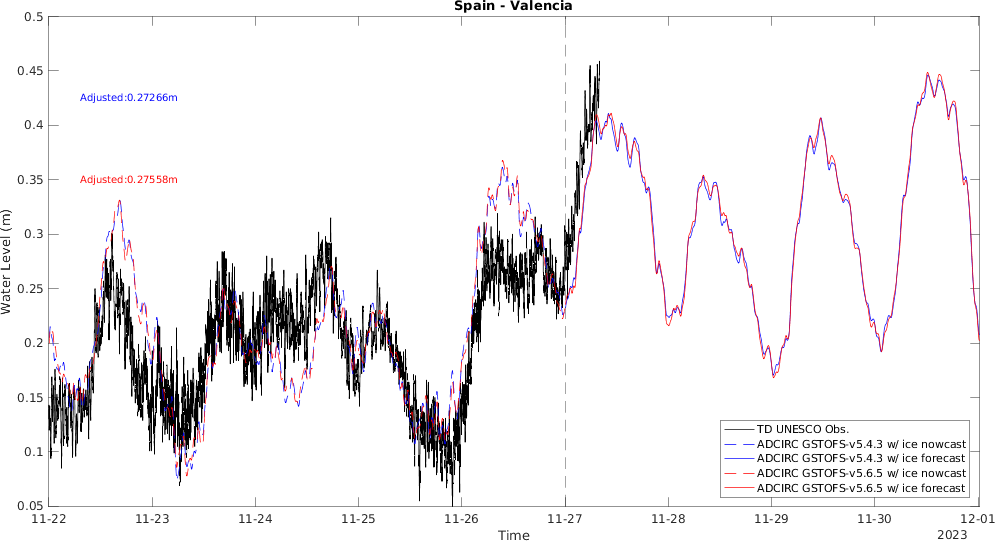 Spain - Valencia
0.5
0.45
0.4
0.35
0.3
0.25
0.2
0.15
0.1
0.05
Water Level (m)
Adjusted:0.27266m
Adjusted:0.27558m
TD UNESCO Obs.
ADCIRC GSTOFS-v5.4.3 w/ ice nowcast
ADCIRC GSTOFS-v5.4.3 w/ ice forecast
ADCIRC GSTOFS-v5.6.5 w/ ice nowcast
ADCIRC GSTOFS-v5.6.5 w/ ice forecast
11-22 11-23 11-24 11-25 11-26 11-27 11-28 11-29 11-30 12-01
Time
2023